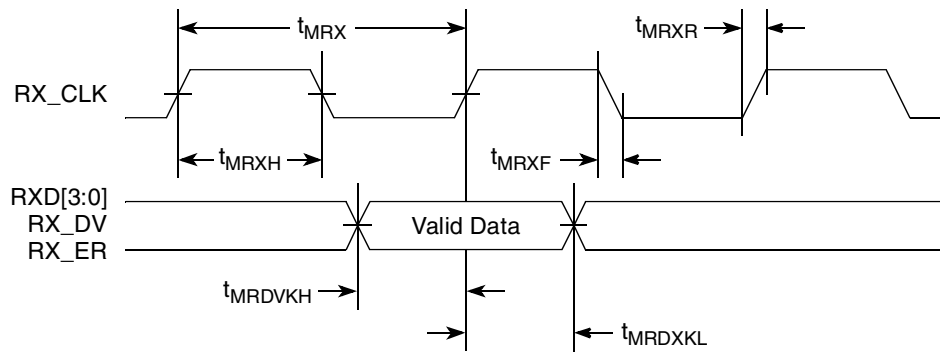 tMRX
tMRXR
RX_CLK
tMRXH
tMRXF
RXD[3:0]
RX_DV
Valid Data
RX_ER
tMRDVKH
tMRDXKL